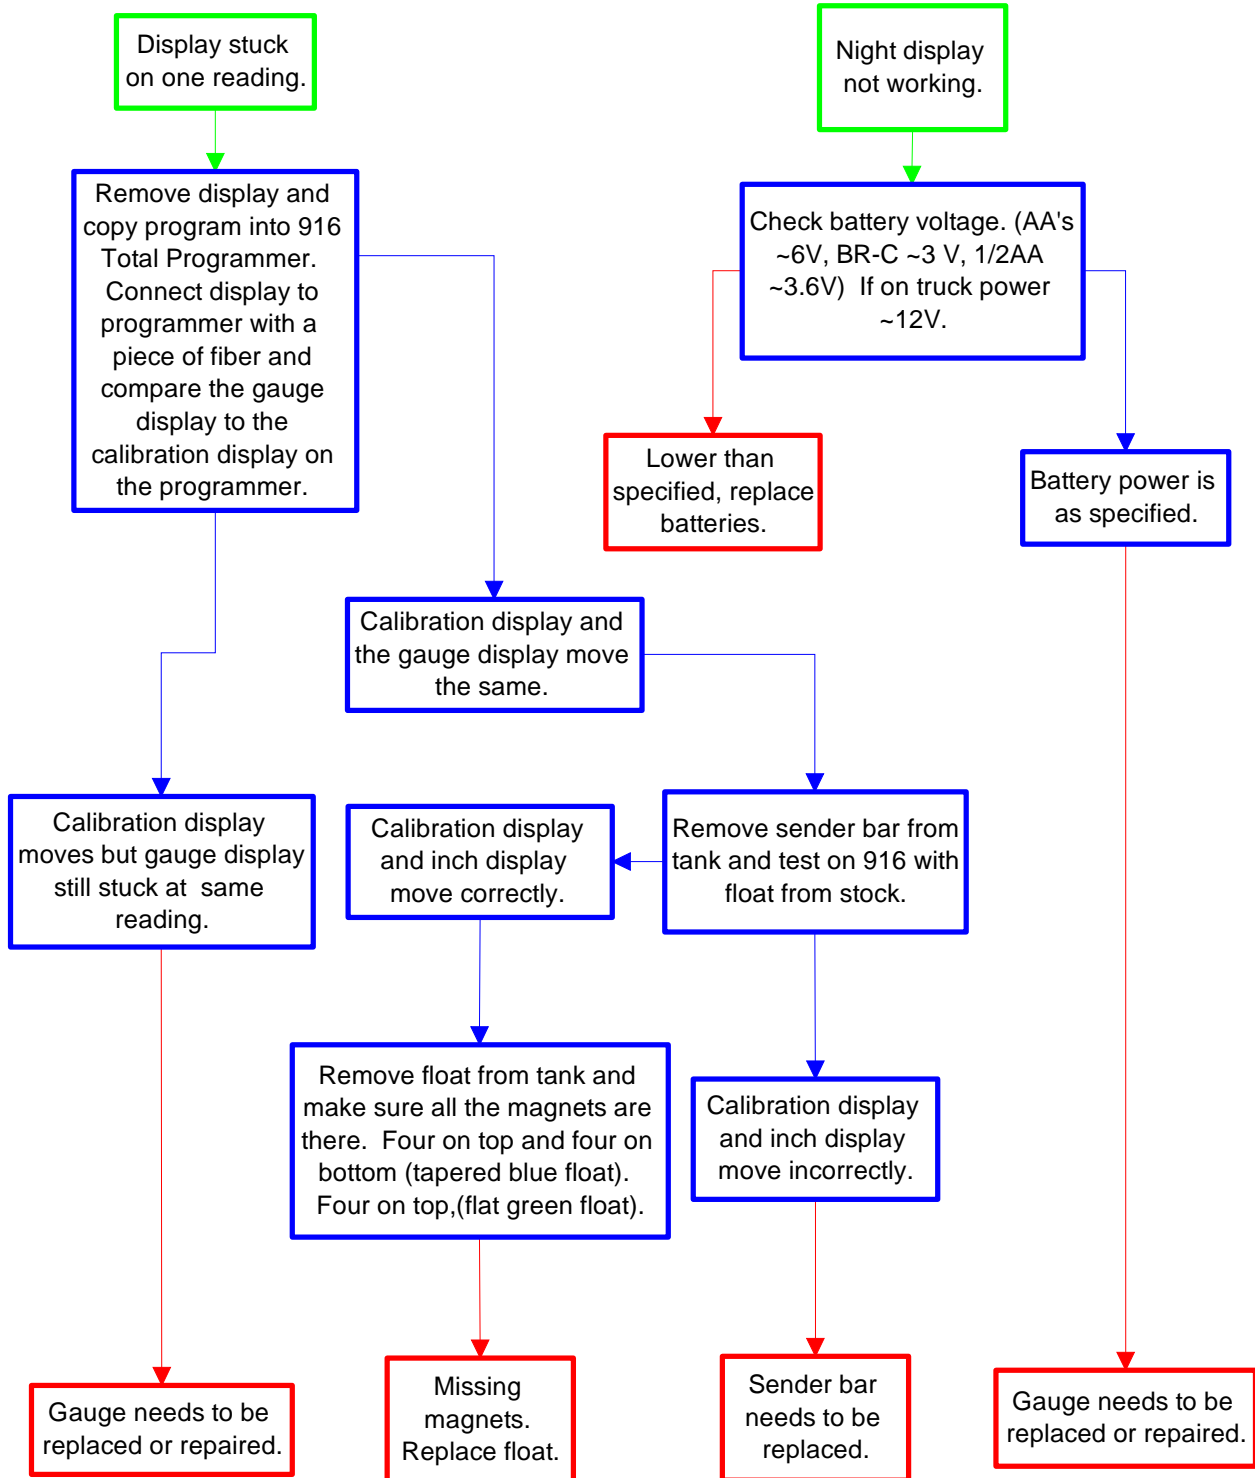 Display stuck
on one reading.
Night display
not working.
Remove display and
copy program into 916
Total Programmer.
Connect display to
programmer with a
piece of fiber and
compare the gauge
display to the
calibration display on
the programmer.
Check battery voltage. (AA's
~6V, BR-C ~3 V, 1/2AA
~3.6V)  If on truck power
~12V.
Lower than
specified, replace
batteries.
Battery power is
as specified.
Calibration display and
the gauge display move
the same.
Calibration display
moves but gauge display
still stuck at  same
reading.
Calibration display
and inch display
move correctly.
Remove sender bar from
tank and test on 916 with
float from stock.
Remove float from tank and
make sure all the magnets are
there.  Four on top and four on
bottom (tapered blue float).
Four on top,(flat green float).
Calibration display
and inch display
move incorrectly.
Gauge needs to be
replaced or repaired.
Missing
magnets.
Replace float.
Sender bar
needs to be
replaced.
Gauge needs to be
replaced or repaired.